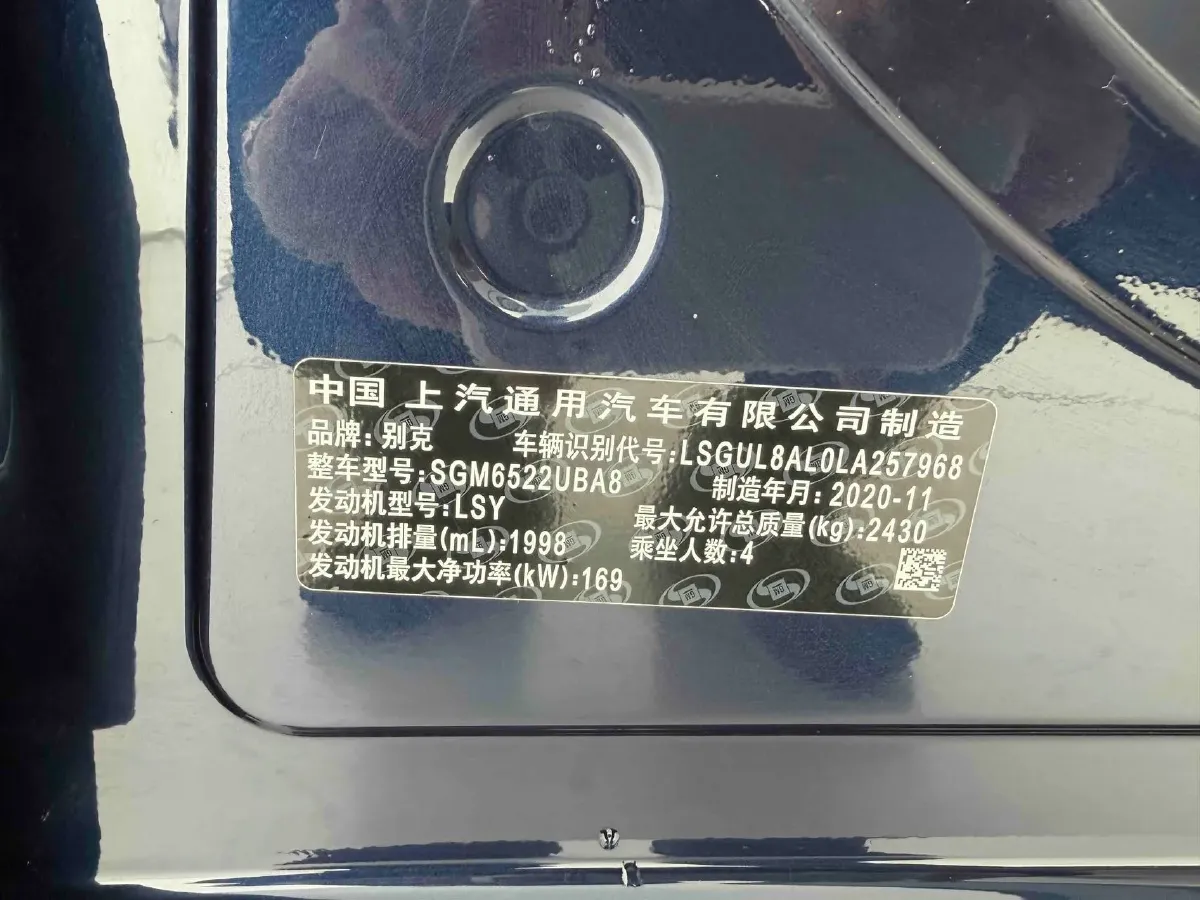 中国 上汽通用汽车有限公司制造
品牌:别克 车辆识别代号:LSGUL8AL0LA257968
整车型号:SGM6522UBA8 制造年月:2020-11
发动机型号:LSY 最大允许总质量(kg):2430
发动机排量(mL):1998 乘坐人数:4
发动机最大净功率(kW):169